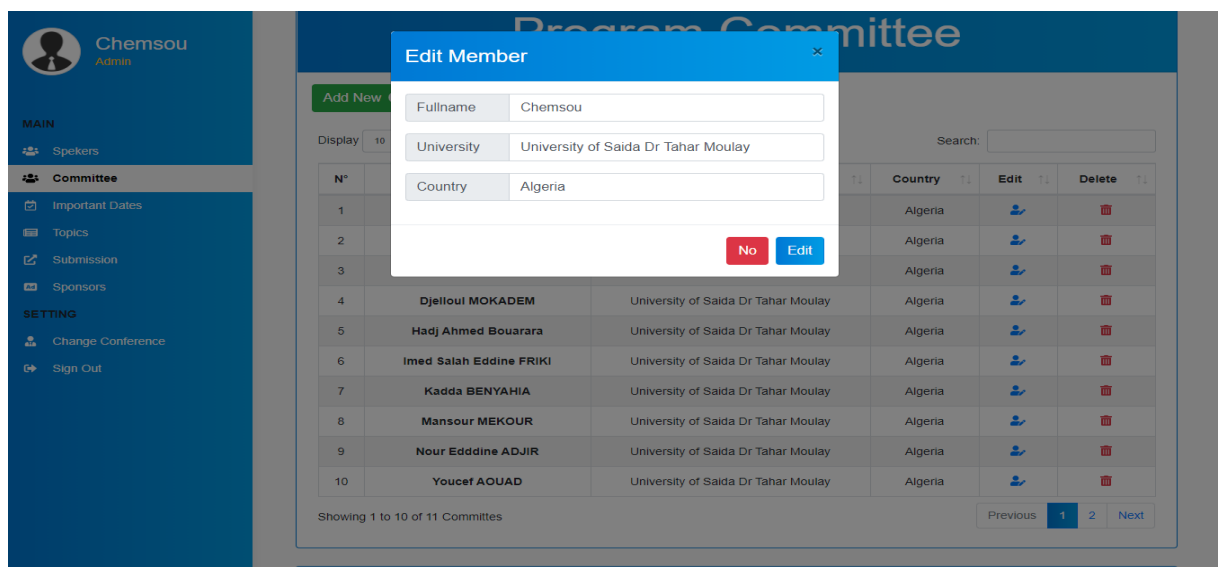 Chemsou
Admin
MAIN
Spekers
Committee
Important Dates
Topics
Submission
Sponsors
SETTING
Change Conference
Sign Out
Program Committee
Edit Member ×
Fullname Chemsou
University University of Saida Dr Tahar Moulay
Country Algeria
No Edit
Add New
Display 10 Search:
N° Country Edit Delete
1 Algeria
2 Algeria
3 Algeria
4 Djelloul MOKADEM University of Saida Dr Tahar Moulay Algeria
5 Hadj Ahmed Bouarara University of Saida Dr Tahar Moulay Algeria
6 Imed Salah Eddine FRIKI University of Saida Dr Tahar Moulay Algeria
7 Kadda BENYAHIA University of Saida Dr Tahar Moulay Algeria
8 Mansour MEKOUR University of Saida Dr Tahar Moulay Algeria
9 Nour Edddine ADJIR University of Saida Dr Tahar Moulay Algeria
10 Youcef AOUAD University of Saida Dr Tahar Moulay Algeria
Showing 1 to 10 of 11 Committes
Previous 1 2 Next